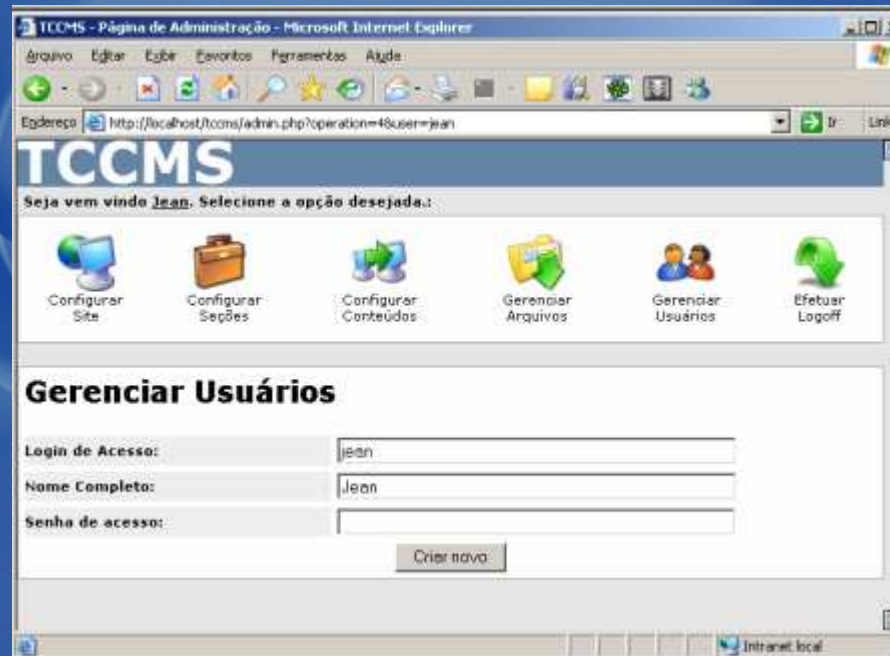 TCCMS - Página de Administração - Microsoft Internet Explorer
Arquivo Editar Exibir Favoritos Ferramentas Ajuda
Endereço http://localhost/tccms/admin.php?operation=4&user=jean Ir
TCCMS
Seja vem vindo Jean. Selecione a opção desejada.:
Configurar Site
Configurar Seções
Configurar Conteúdos
Gerenciar Arquivos
Gerenciar Usuários
Efetuar Logoff
Gerenciar Usuários
Login de Acesso: jean
Nome Completo: Jean
Senha de acesso:
Criar novo
Intranet local